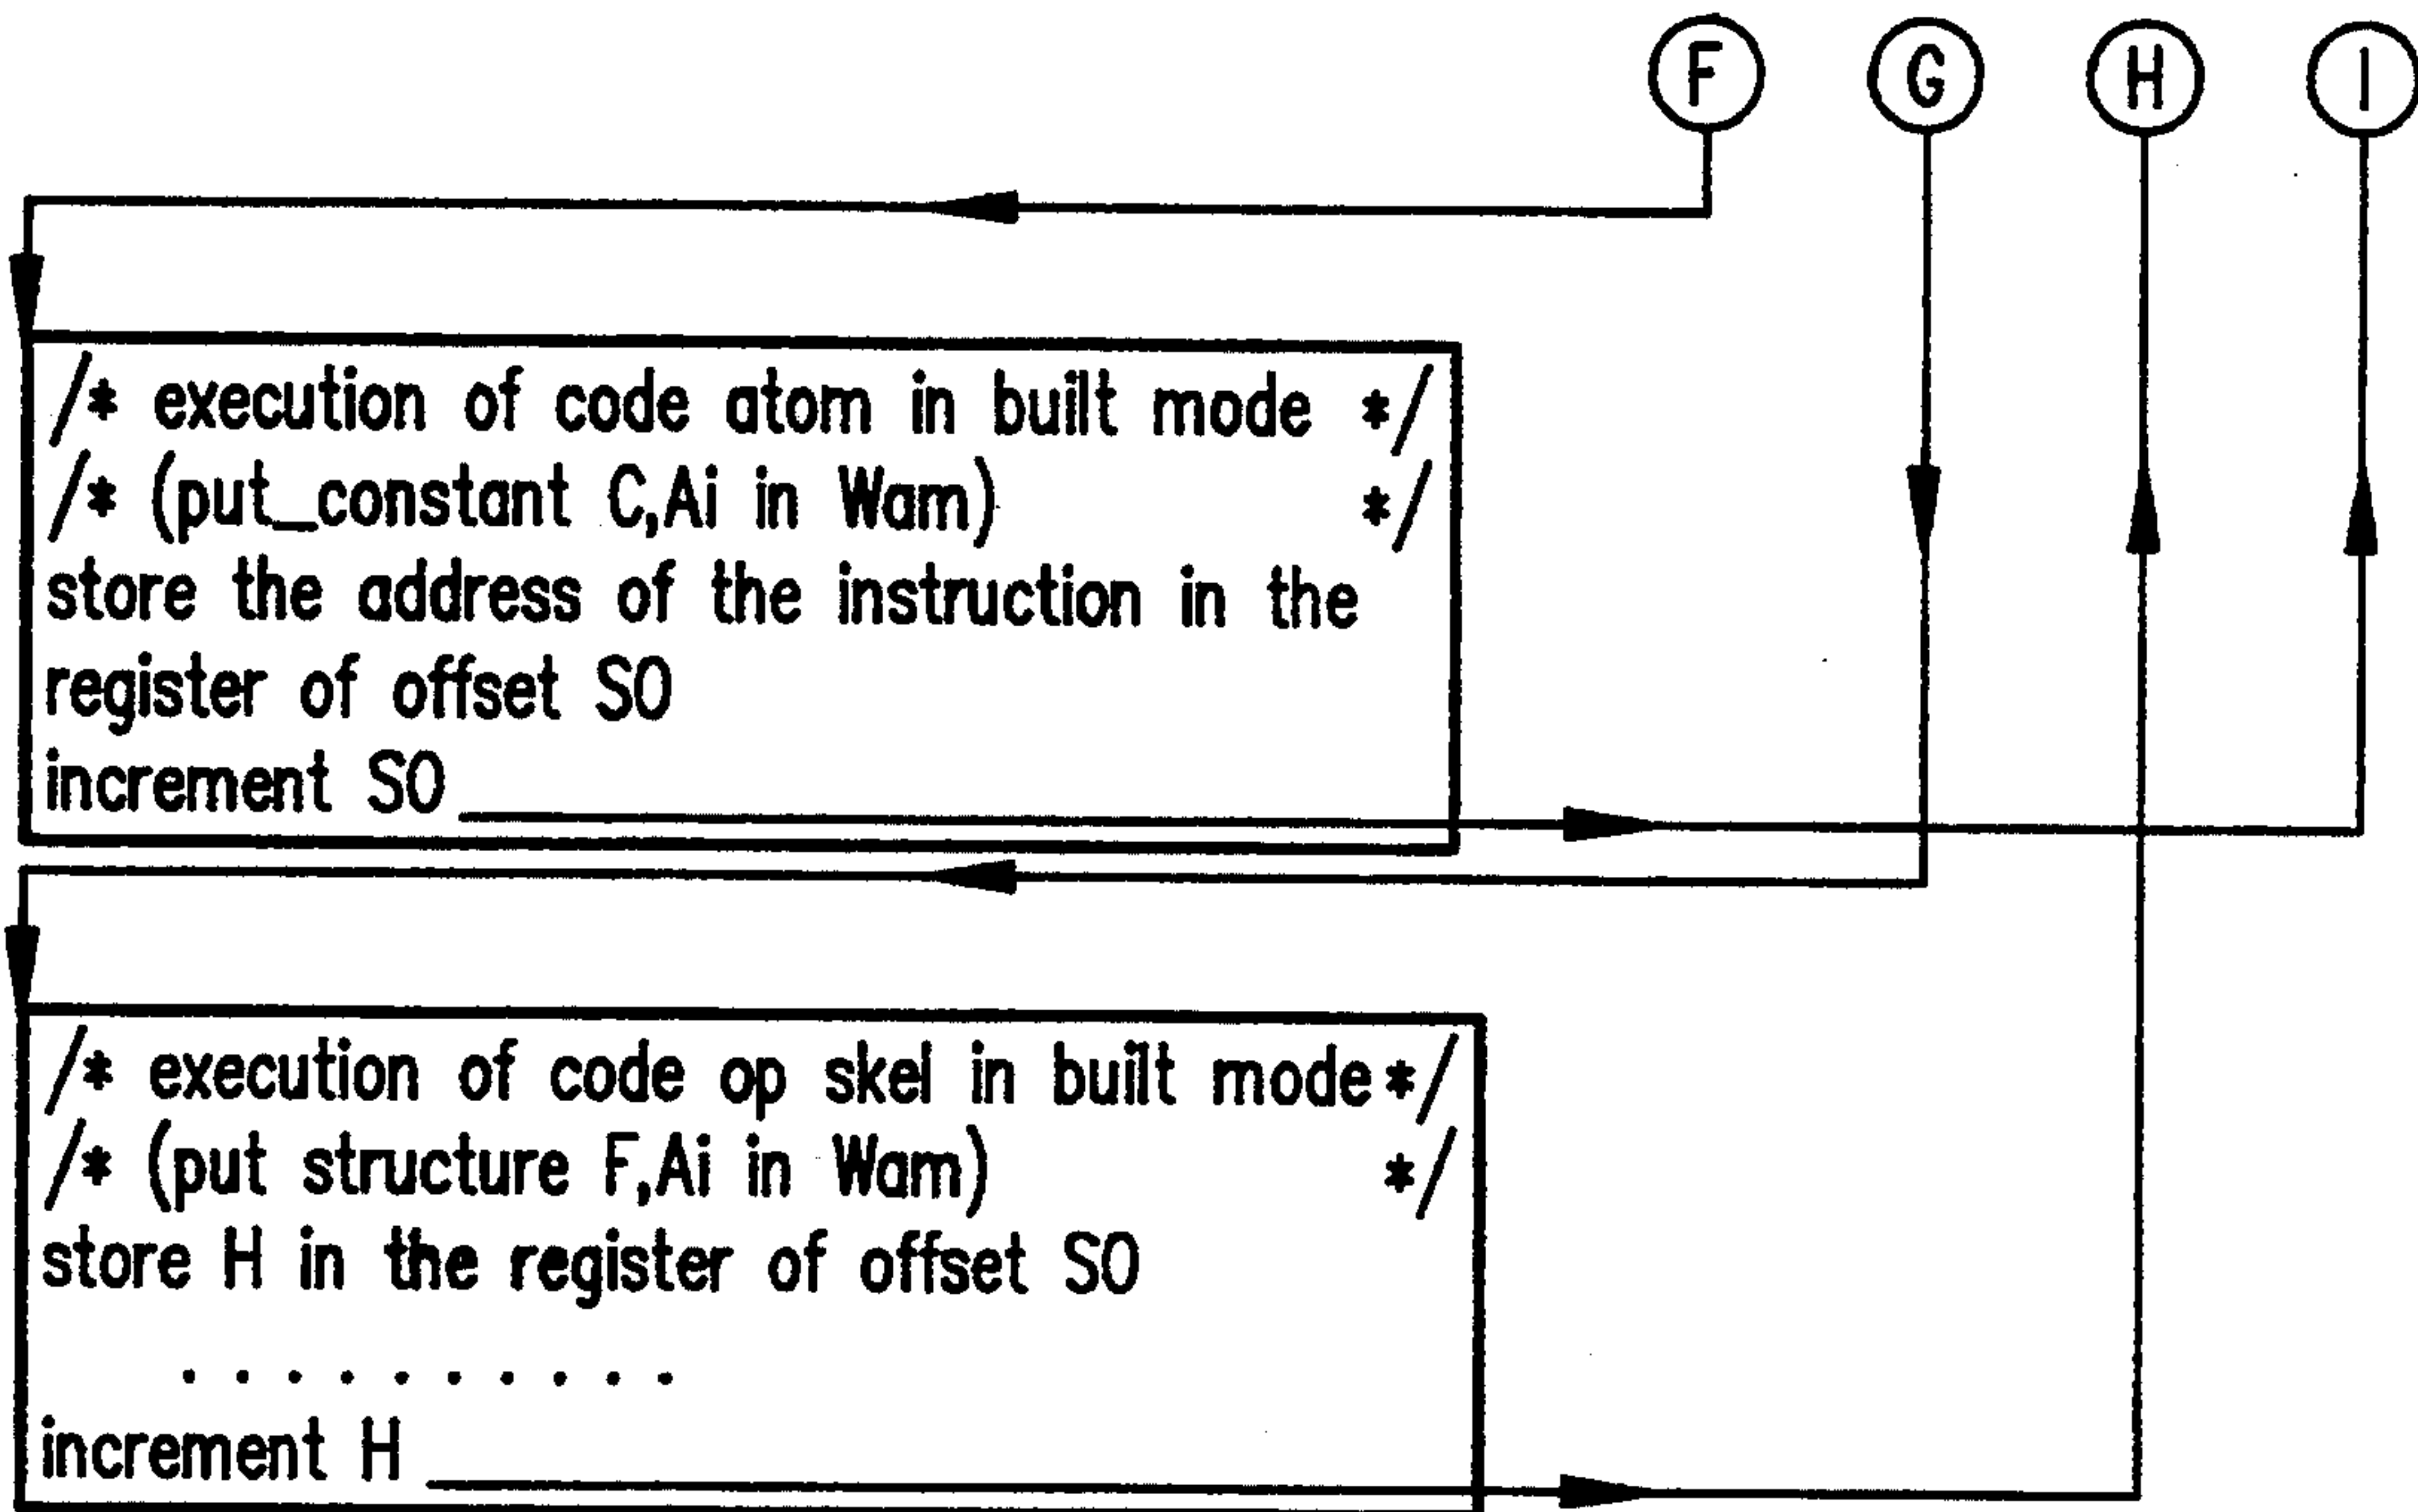 F G H I
/* execution of code atom in built mode */
/* (put_constant C,Ai in Wam) */
store the address of the instruction in the
register of offset SO
increment SO
/* execution of code op skel in built mode*/
/* (put structure F,Ai in Wam) */
store H in the register of offset SO
. . . . . . . . . .
increment H